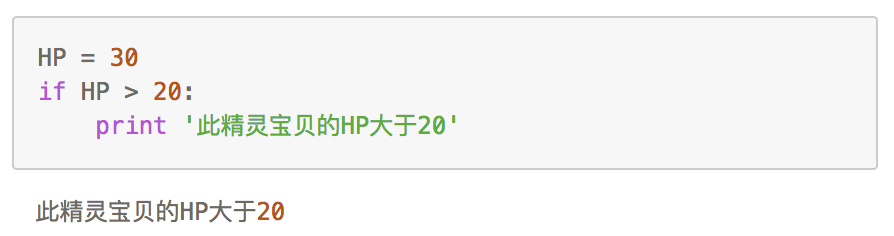 HP = 30
if HP > 20:
    print '此精灵宝贝的HP大于20'
此精灵宝贝的HP大于20